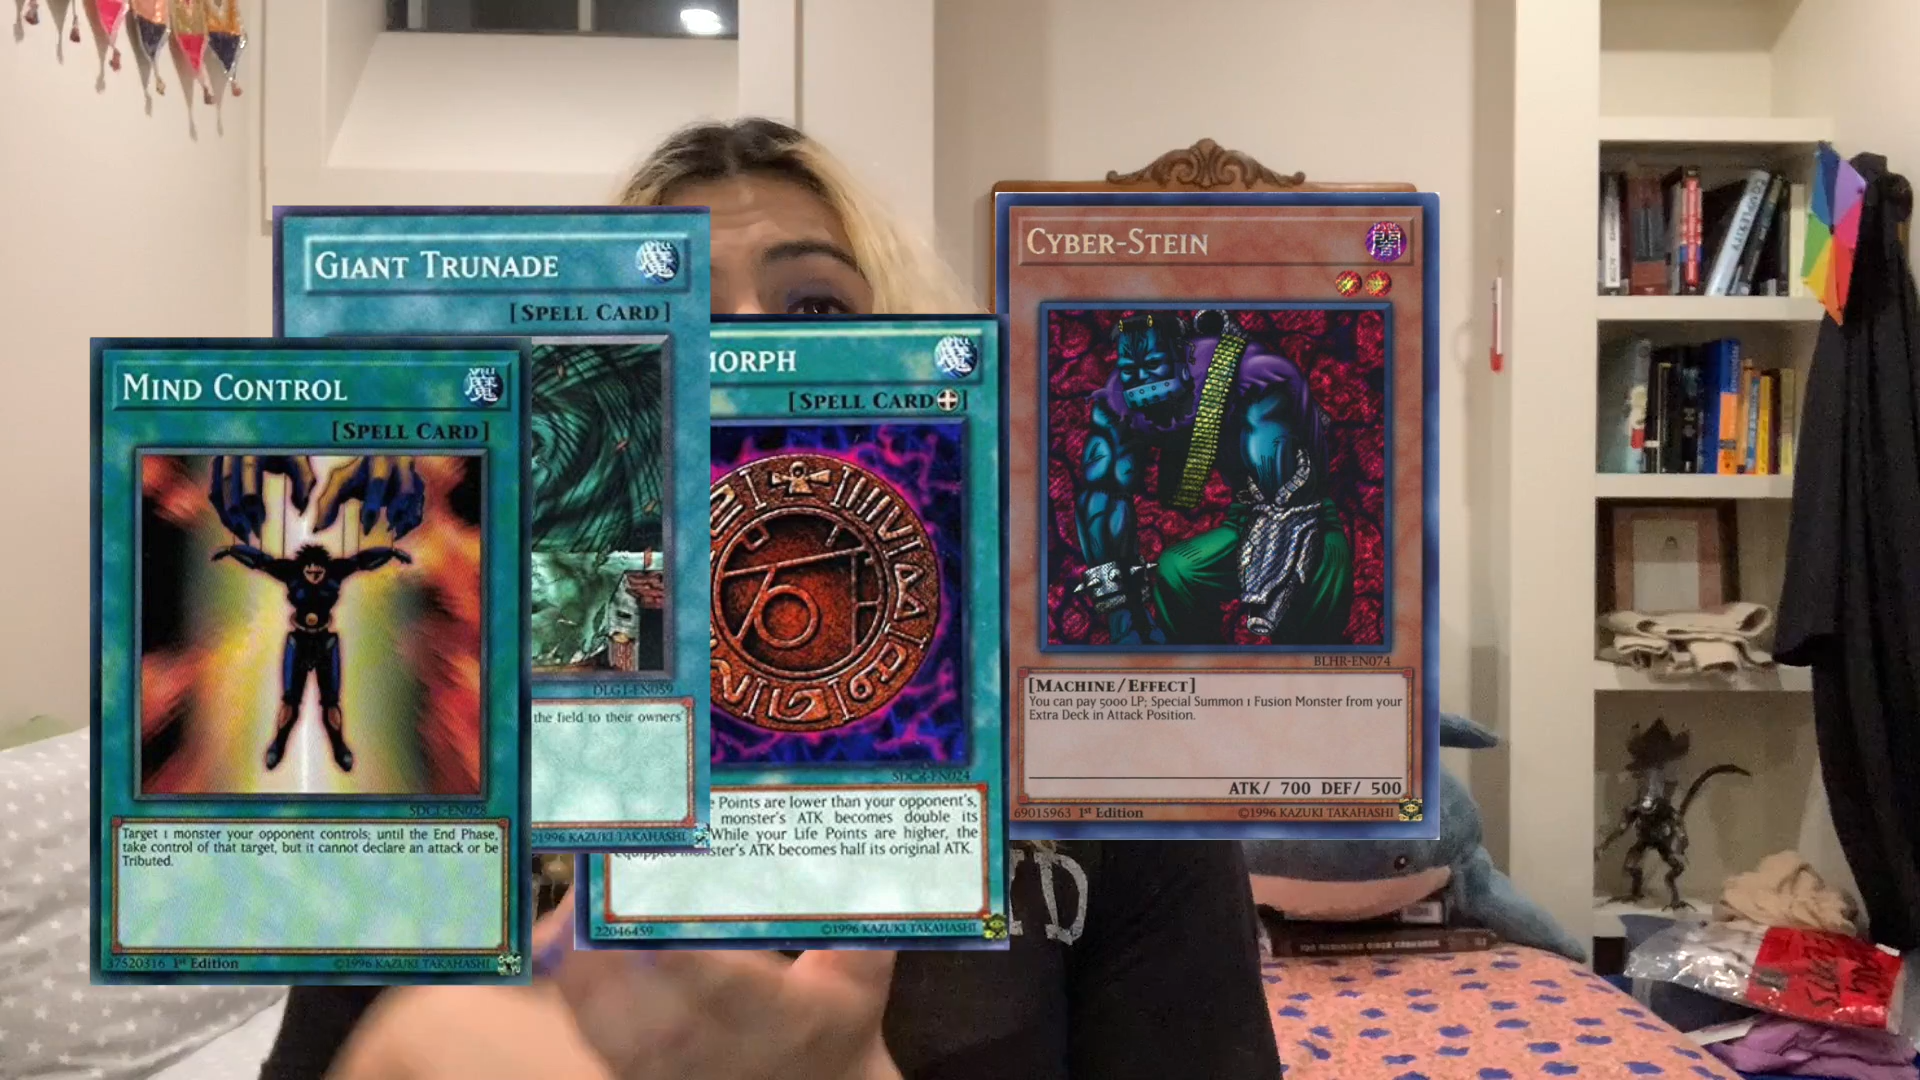 GIANT TRUNADE
[SPELL CARD]
DLG1-EN059
the field to their owners'
©1996 KAZUKI TAKAHASHI
MIND CONTROL
[SPELL CARD]
SDCL-EN028
Target 1 monster your opponent controls; until the End Phase,
take control of that target, but it cannot declare an attack or be
Tributed.
37520316 1st Edition
©1996 KAZUKI TAKAHASHI
MORPH
[SPELL CARD]
SDCR-EN024
Points are lower than your opponent's,
monster's ATK becomes double its
While your Life Points are higher, the
equipped monster's ATK becomes half its original ATK.
22046459
©1996 KAZUKI TAKAHASHI
CYBER-STEIN
BLHR-EN074
[MACHINE/EFFECT]
You can pay 5000 LP; Special Summon 1 Fusion Monster from your
Extra Deck in Attack Position.
ATK/ 700 DEF/ 500
69015963 1st Edition
©1996 KAZUKI TAKAHASHI